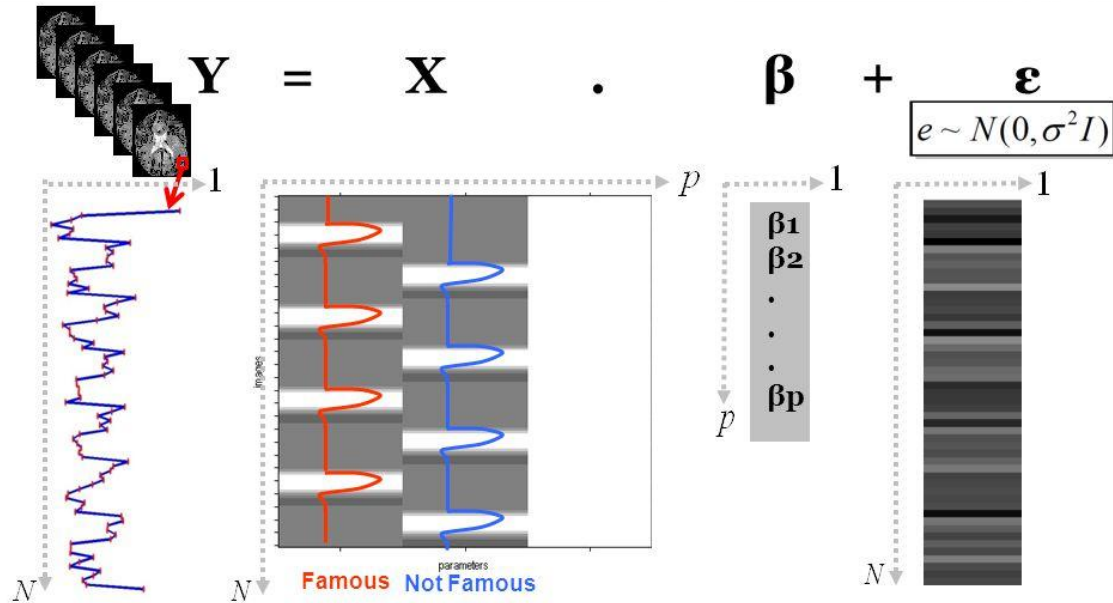 Y = X . β + ε
e ~ N(0, σ²I)
1
p
1
1
β1
β2
.
.
.
βp
images
p
N
N
N
parameters
Famous
Not Famous